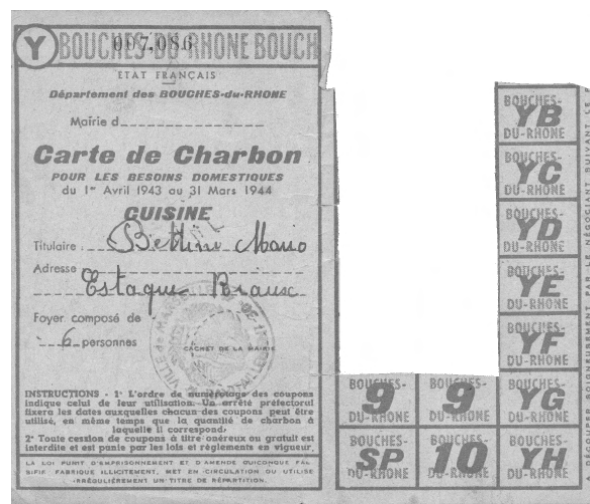 Y BOUCHES-DU-RHONE BOUCH
007,086
ETAT FRANÇAIS
Département des BOUCHES-du-RHONE
Mairie d
Carte de Charbon
POUR LES BESOINS DOMESTIQUES
du 1er Avril 1943 au 31 Mars 1944
CUISINE
Titulaire : Bettini Mario
Adresse
Estaque Riaux
Foyer composé de
6 personnes
CACHET DE LA MAIRIE
VILLE de MARSEILLE
INSTRUCTIONS - 1° L'ordre de numérotage des coupons
indique celui de leur utilisation. Un arrêté préfectoral
fixera les dates auxquelles chacun des coupons peut être
utilisé, en même temps que la quantité de charbon à
laquelle il correspond.
2° Toute cession de coupons à titre onéreux ou gratuit est
interdite et est punie par les lois et règlements en vigueur.
LA LOI PUNIT D'EMPRISONNEMENT ET D'AMENDE QUICONQUE FAL-
SIFIE FABRIQUE ILLICITEMENT, MET EN CIRCULATION OU UTILISE
IRRÉGULIÈREMENT UN TITRE DE RÉPARTITION.
BOUCHES-
YB
DU-RHONE
BOUCHES-
YC
DU-RHONE
BOUCHES-
YD
DU-RHONE
BOUCHES-
YE
DU-RHONE
BOUCHES-
YF
DU-RHONE
BOUCHES-
9
DU-RHONE
BOUCHES-
9
DU-RHONE
BOUCHES-
YG
DU-RHONE
BOUCHES-
SP
DU-RHONE
BOUCHES-
10
DU-RHONE
BOUCHES-
YH
DU-RHONE
DÉCOUPER SOIGNEUSEMENT PAR LE NÉGOCIANT SUIVANT LE